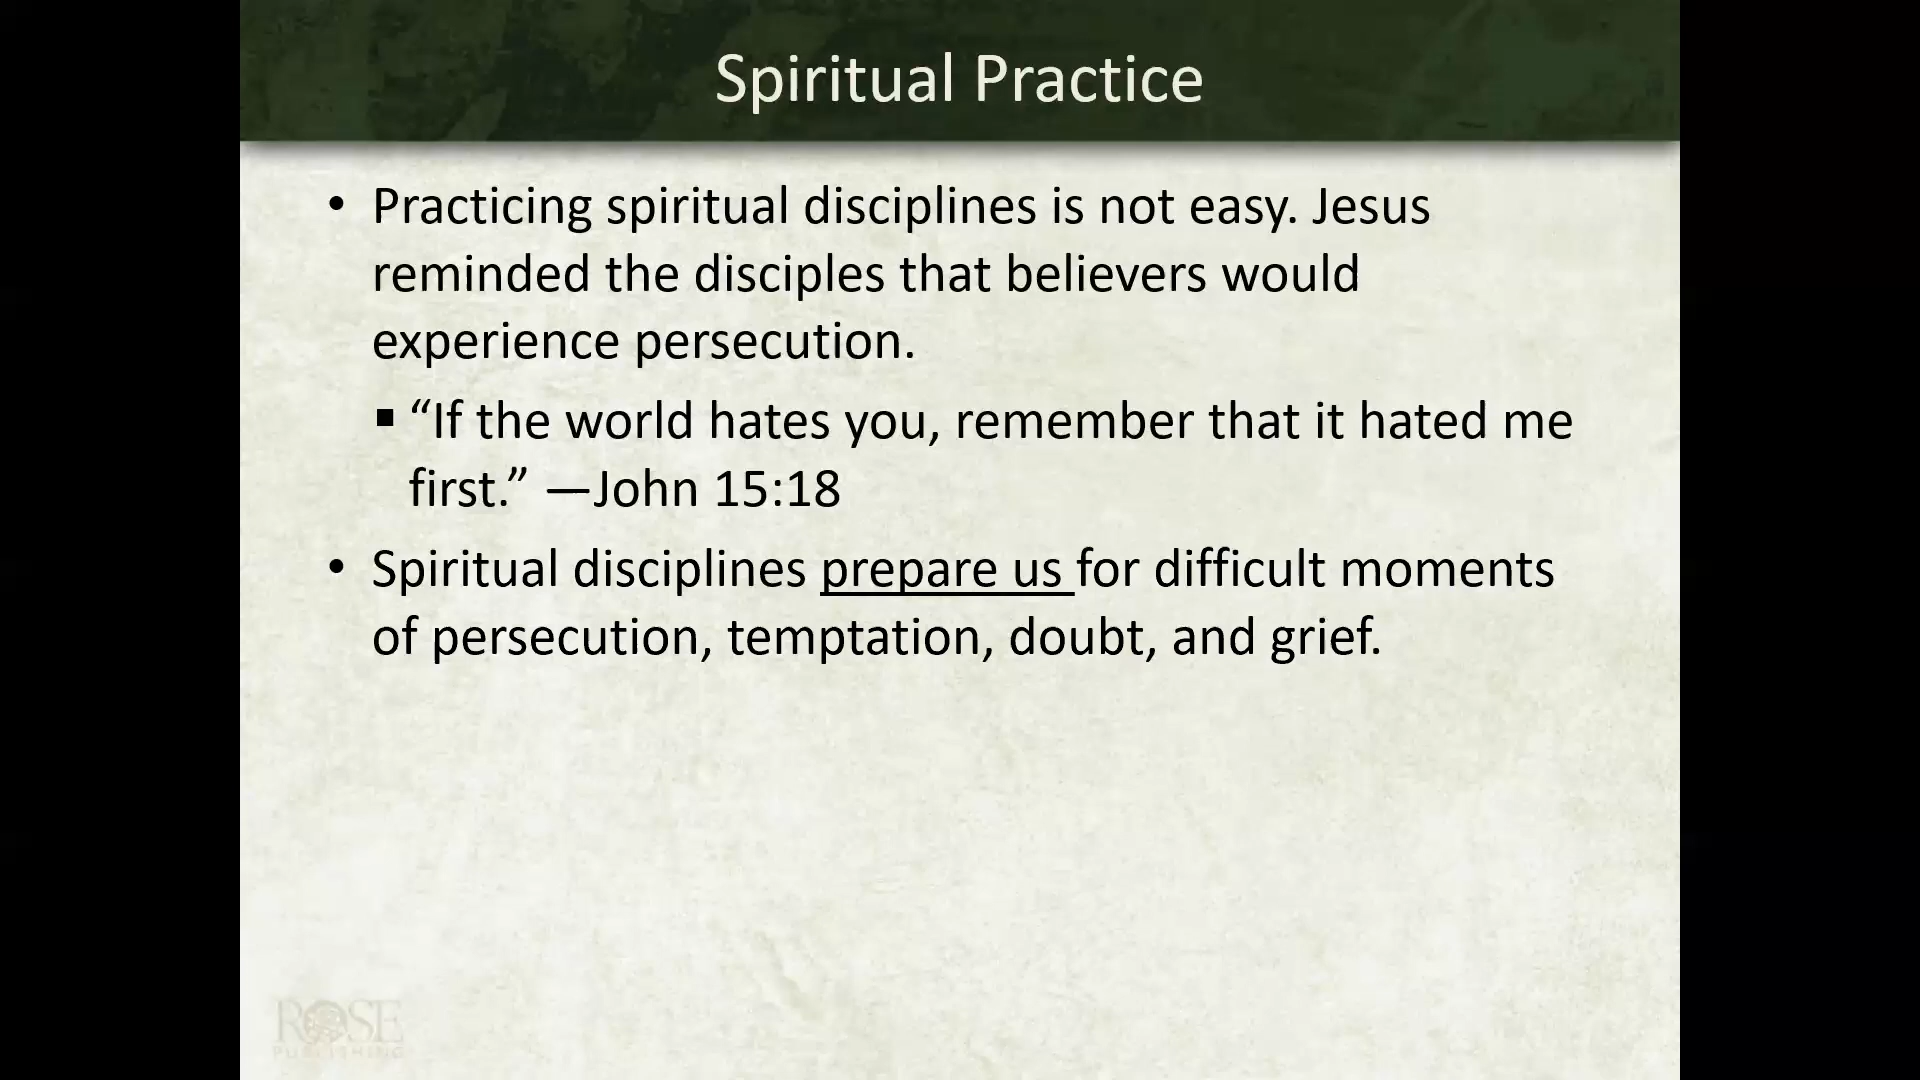 Spiritual Practice
• Practicing spiritual disciplines is not easy. Jesus
reminded the disciples that believers would
experience persecution.
▪ “If the world hates you, remember that it hated me
first.” —John 15:18
• Spiritual disciplines prepare us for difficult moments
of persecution, temptation, doubt, and grief.
ROSE
PUBLISHING